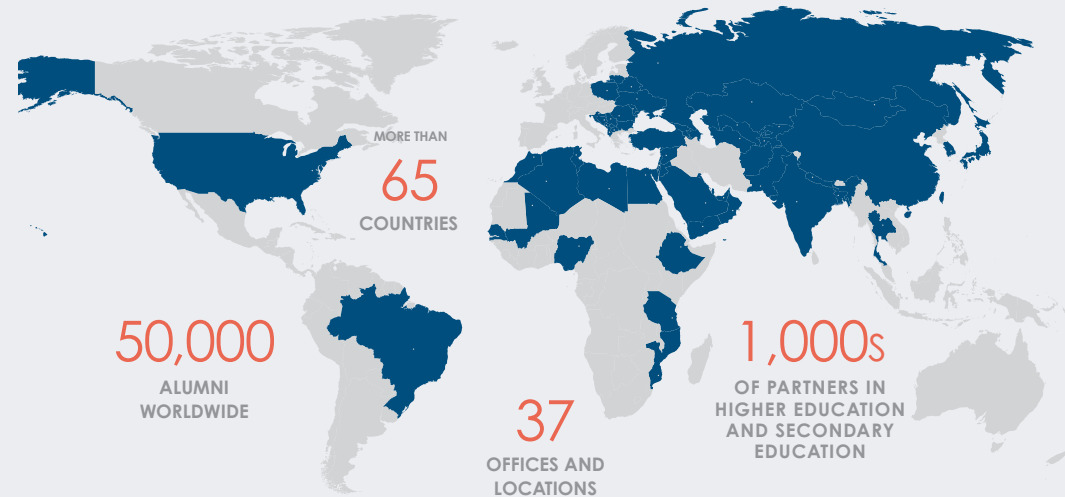 MORE THAN
65
COUNTRIES
50,000
ALUMNI
WORLDWIDE
37
OFFICES AND
LOCATIONS
1,000s
OF PARTNERS IN
HIGHER EDUCATION
AND SECONDARY
EDUCATION